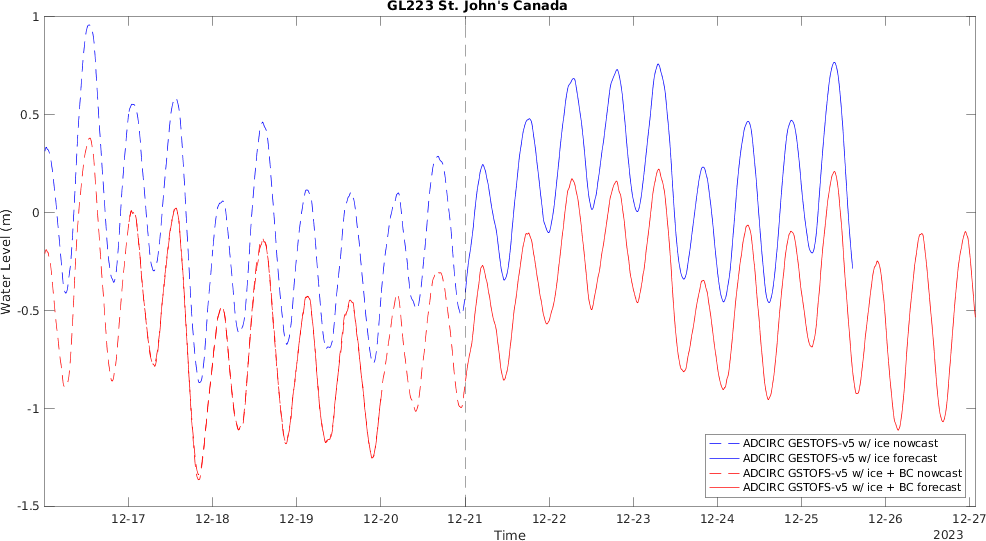 GL223 St. John's Canada
1
0.5
0
-0.5
-1
-1.5
Water Level (m)
12-17 12-18 12-19 12-20 12-21 12-22 12-23 12-24 12-25 12-26 12-27
Time
2023
ADCIRC GESTOFS-v5 w/ ice nowcast
ADCIRC GESTOFS-v5 w/ ice forecast
ADCIRC GSTOFS-v5 w/ ice + BC nowcast
ADCIRC GSTOFS-v5 w/ ice + BC forecast